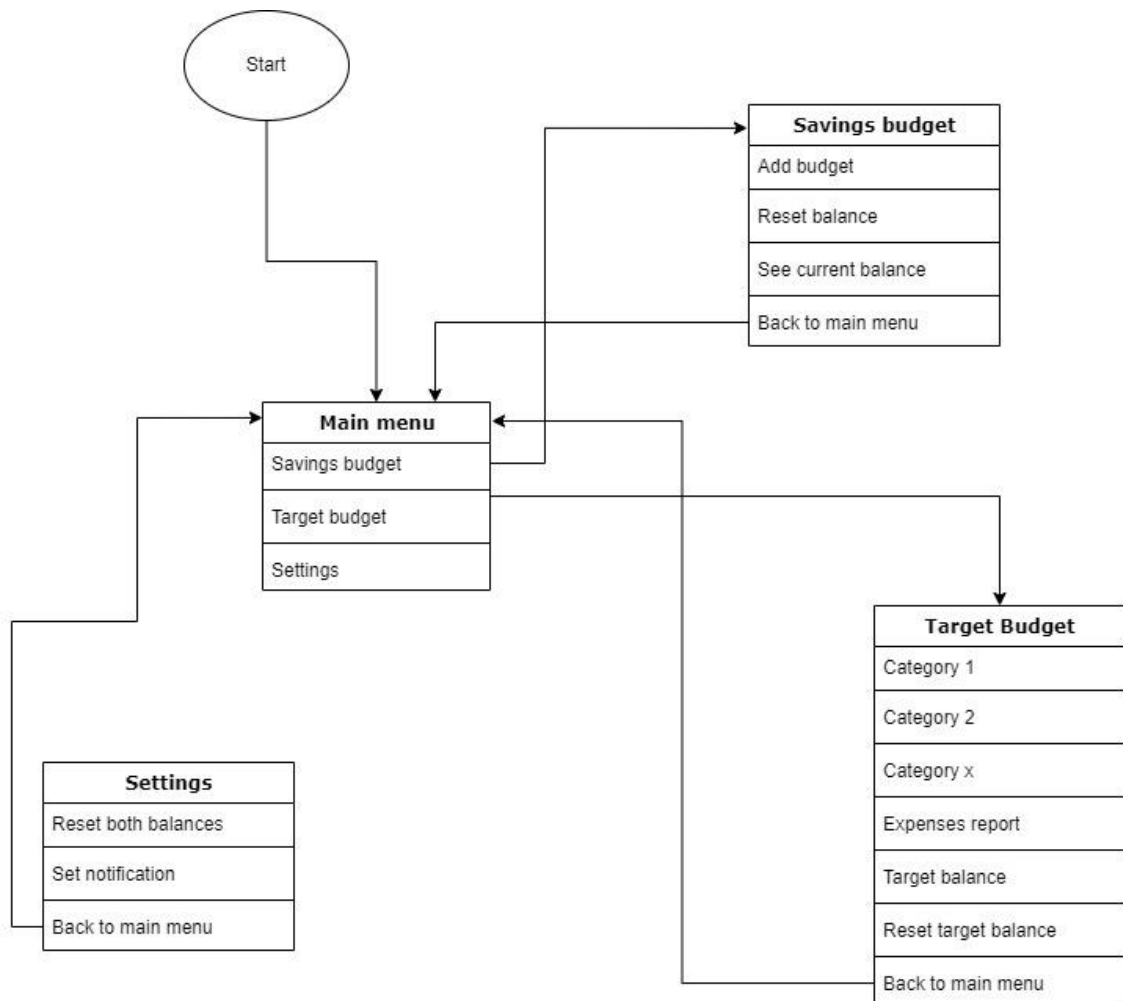 Start
Savings budget
Add budget
Reset balance
See current balance
Back to main menu
Main menu
Savings budget
Target budget
Settings
Target Budget
Category 1
Category 2
Category x
Expenses report
Target balance
Reset target balance
Back to main menu
Settings
Reset both balances
Set notification
Back to main menu